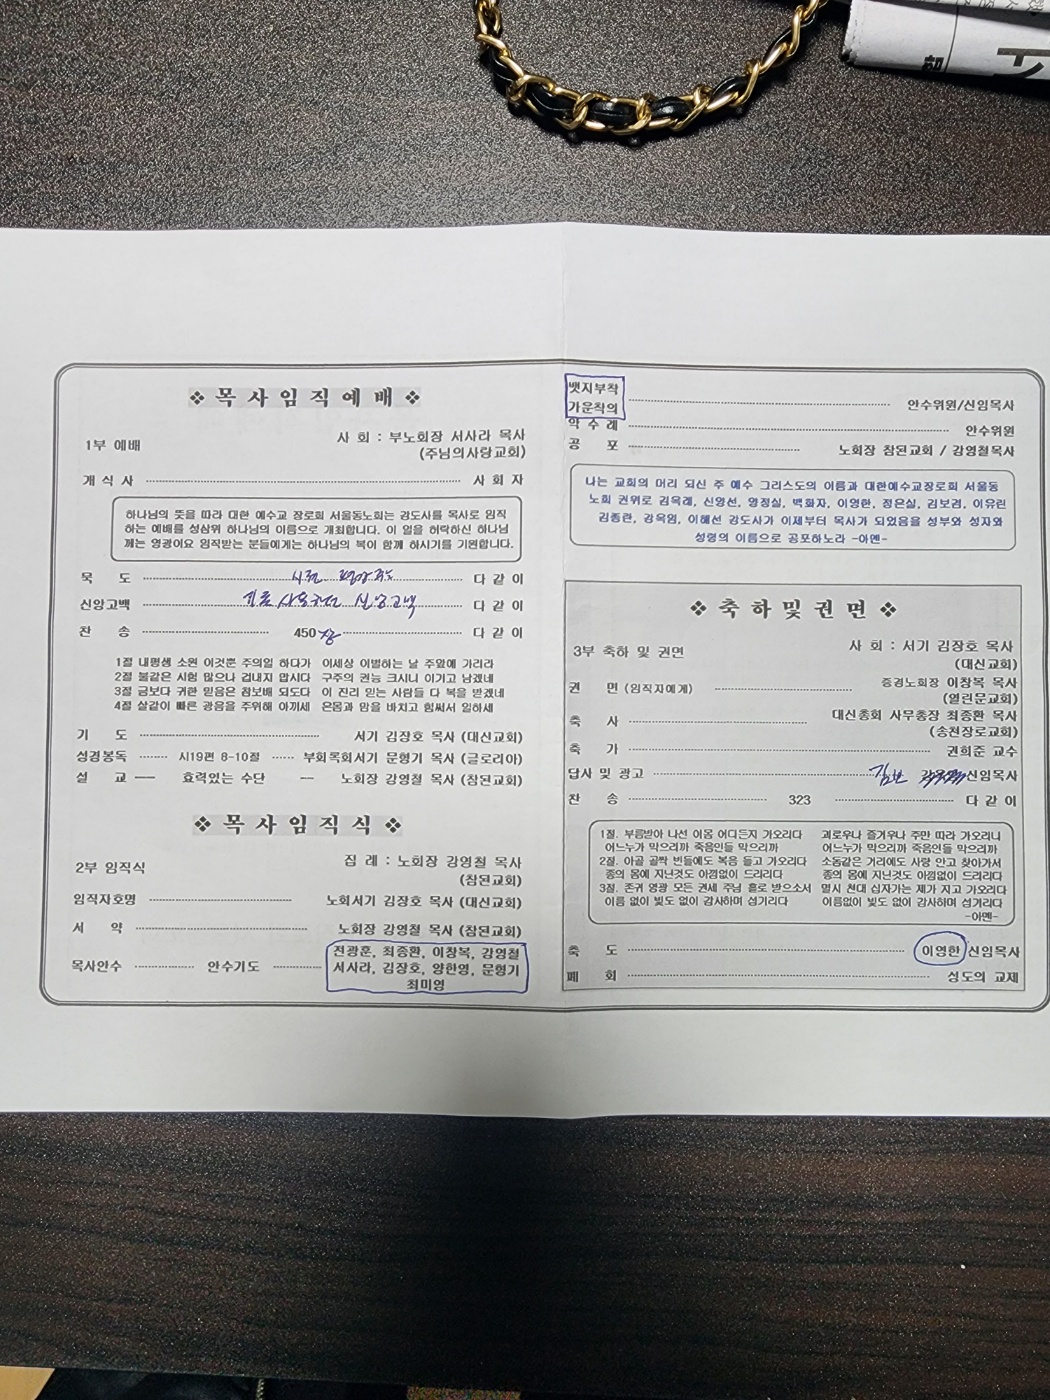 ❖ 목 사 임 직 예 배 ❖
1부 예배
사 회 : 부노회장 서사라 목사
(주님의사랑교회)
개 식 사 사 회 자
하나님의 뜻을 따라 대한 예수교 장로회 서울동노회는 강도사를 목사로 임직
하는 예배를 성삼위 하나님의 이름으로 개최합니다. 이 일을 허락하신 하나님
께는 영광이요 임직받는 분들에게는 하나님의 복이 함께 하시기를 기원합니다.
묵 도 다 같 이
신앙고백 다 같 이
찬 송 450장 다 같 이
1절 내평생 소원 이것뿐 주의일 하다가 이세상 이별하는 날 주앞에 가리라
2절 불같은 시험 많으나 겁내지 맙시다 구주의 권능 크시니 이기고 남겠네
3절 금보다 귀한 믿음은 참보배 되도다 이 진리 믿는 사람들 다 복을 받겠네
4절 살같이 빠른 광음을 주위해 아끼세 온몸과 맘을 바치고 힘써서 일하세
기 도 서기 김장호 목사 (대신교회)
성경봉독 시19편 8-10절 부회록회서기 문형기 목사 (글로리아)
설 교 효력있는 수단 노회장 강영철 목사 (참된교회)
❖ 목 사 임 직 식 ❖
2부 임직식
집 례 : 노회장 강영철 목사
(참된교회)
임직자호명 노회서기 김장호 목사 (대신교회)
서 약 노회장 강영철 목사 (참된교회)
목사안수 안수기도 전광훈, 최종환, 이창복, 강영철
서사라, 김장호, 양한영, 문형기
최미영
뱃지부착
가운착의 안수위원/신임목사
악 수 례 안수위원
공 포 노회장 참된교회 / 강영철목사
나는 교회의 머리 되신 주 예수 그리스도의 이름과 대한예수교장로회 서울동
노회 권위로 김옥례, 신양선, 양정실, 백화자, 이영한, 정은실, 김보겸, 이유린
김종란, 강옥임, 이혜선 강도사가 이제부터 목사가 되었음을 성부와 성자와
성령의 이름으로 공포하노라 -아멘-
❖ 축 하 및 권 면 ❖
3부 축하 및 권면
사 회 : 서기 김장호 목사
(대신교회)
권 면 (임직자에게) 증경노회장 이창복 목사
(열린문교회)
축 사 대신총회 사무총장 최종환 목사
(송천장로교회)
축 가 권희준 교수
답사 및 광고 신임목사
찬 송 323 다 같 이
1절. 부름받아 나선 이몸 어디든지 가오리다 괴로우나 즐거우나 주만 따라 가오리니
어느누가 막으리까 죽음인들 막으리까 어느누가 막으리까 죽음인들 막으리까
2절. 아골 골짝 빈들에도 복음 들고 가오리다 소돔같은 거리에도 사랑 안고 찾아가서
종의 몸에 지닌것도 아낌없이 드리리다 종의 몸에 지닌것도 아낌없이 드리리다
3절. 존귀 영광 모든 권세 주님 홀로 받으소서 멸시 천대 십자가는 제가 지고 가오리다
이름 없이 빛도 없이 감사하며 섬기리다 이름없이 빛도 없이 감사하며 섬기리다
-아멘-
축 도 이영한 신임목사
폐 회 성도의 교제